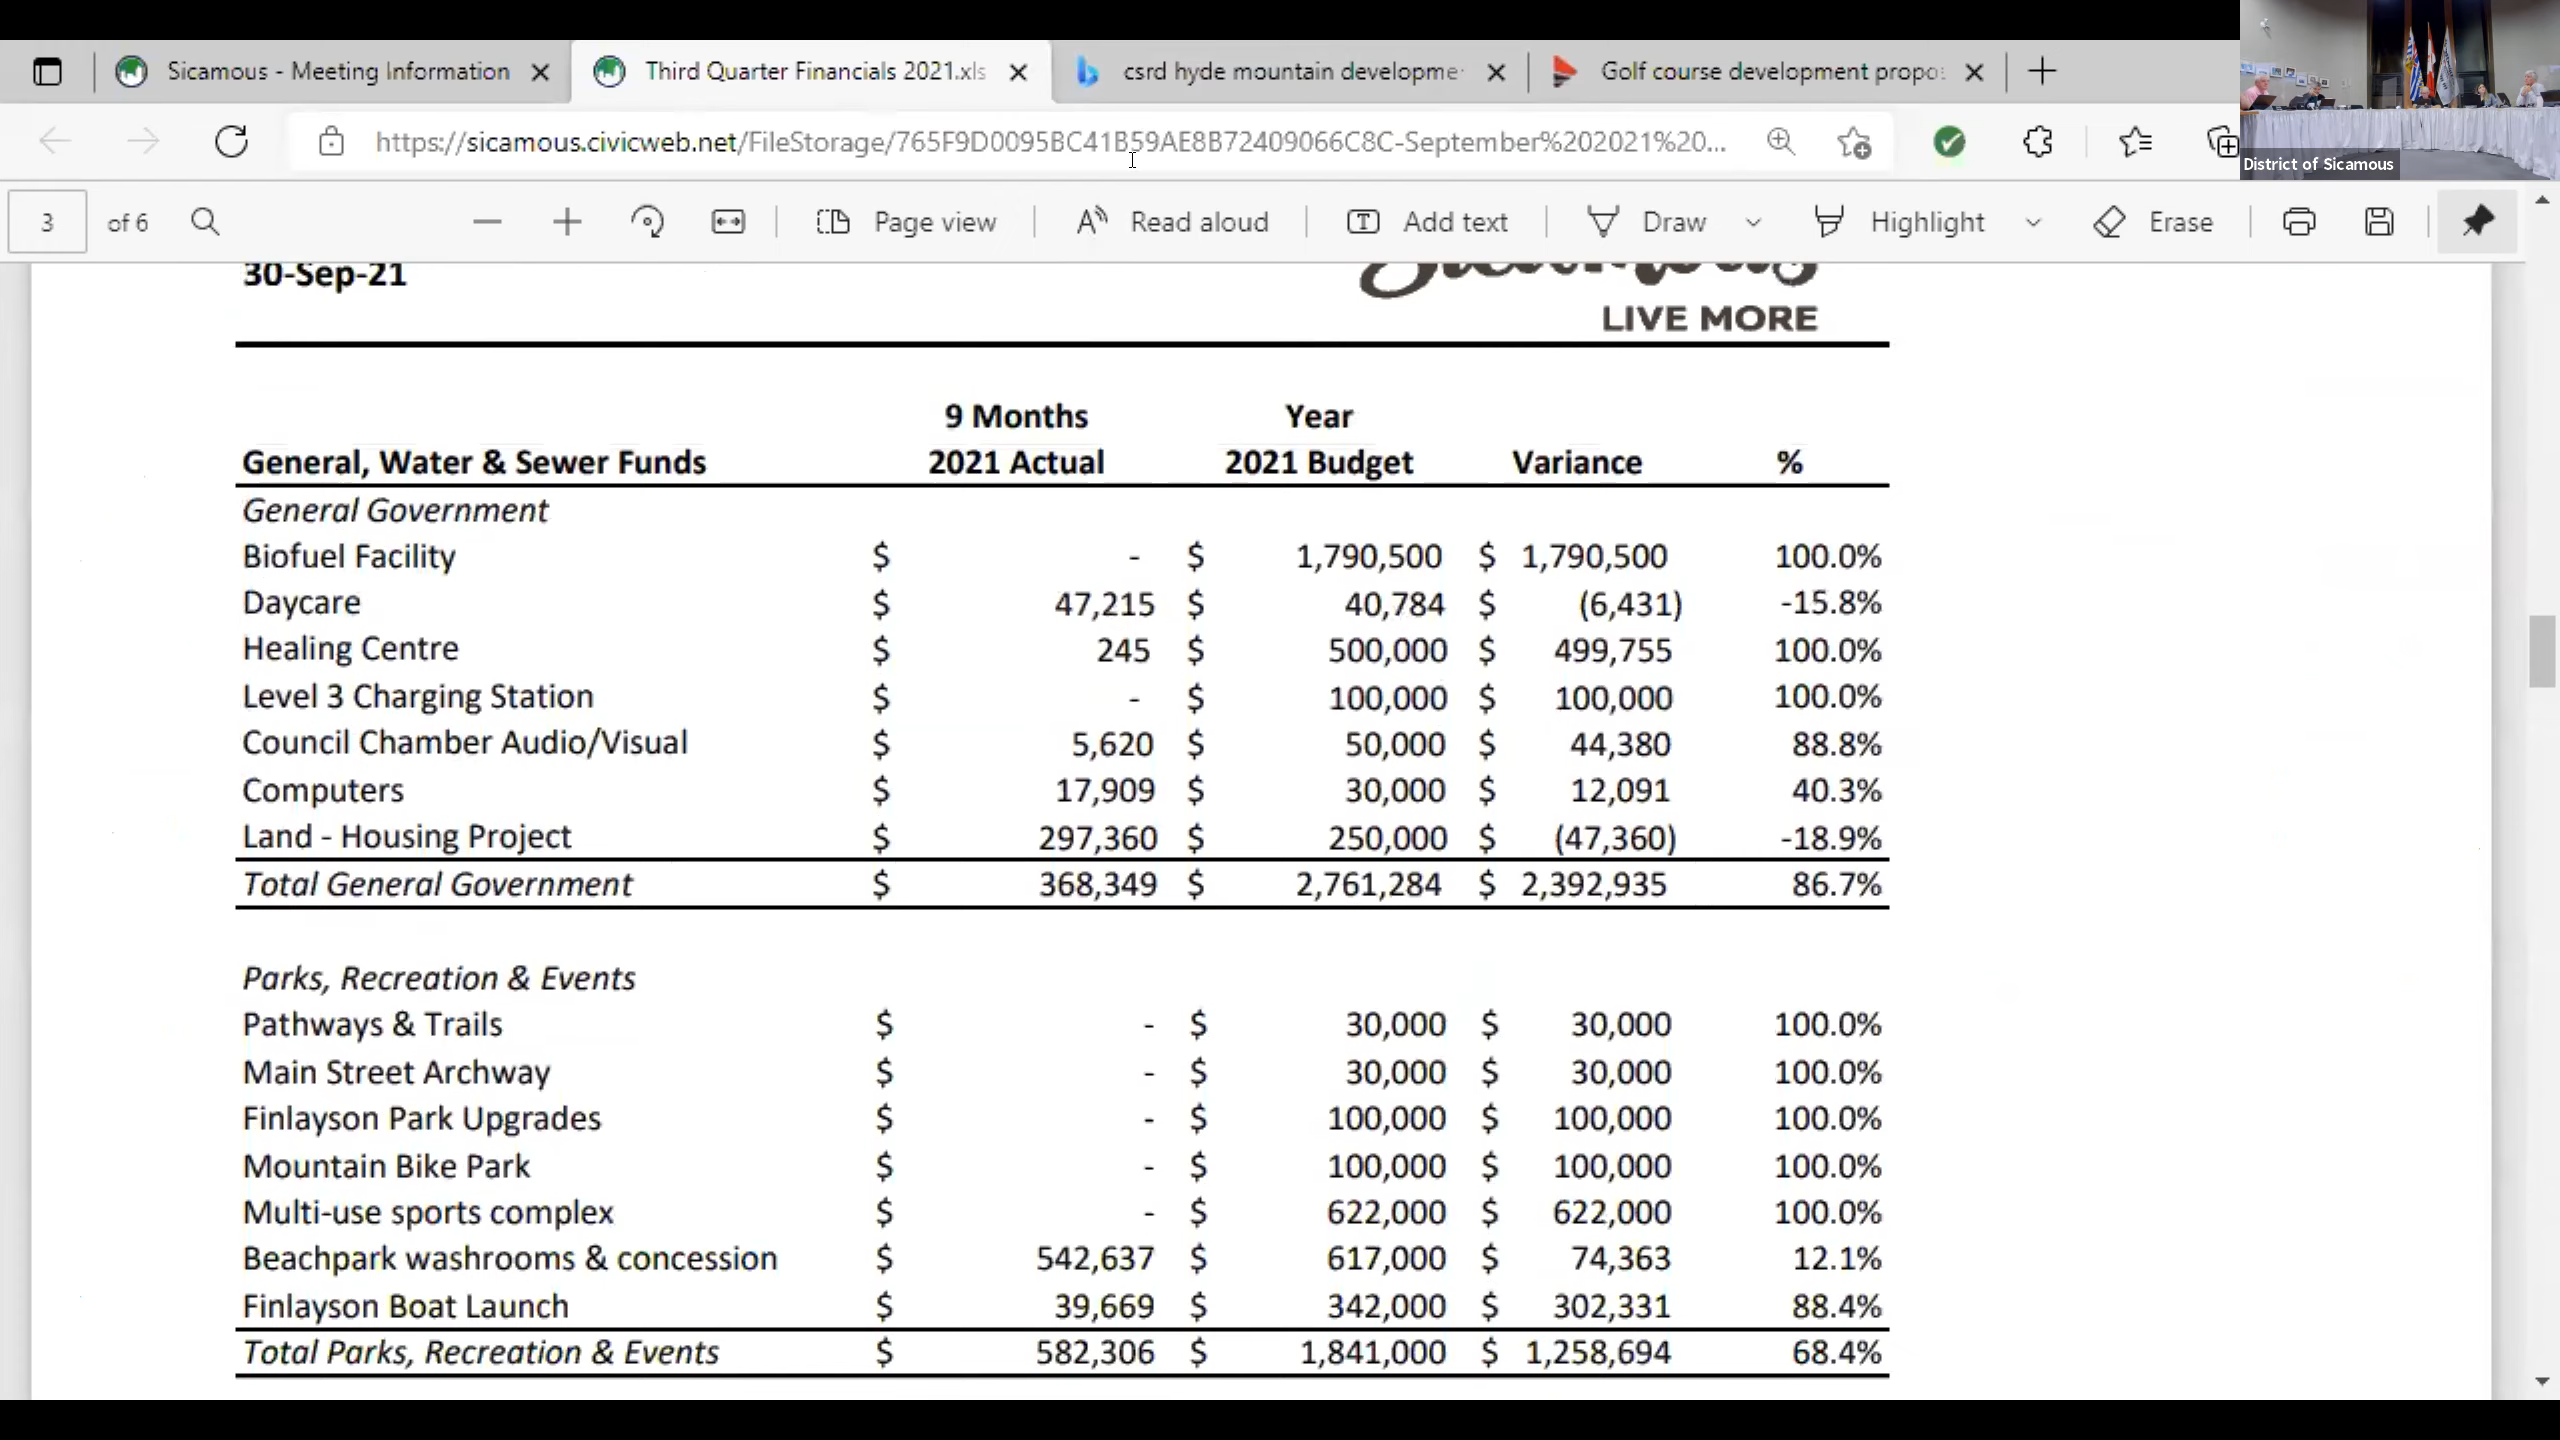 Sicamous - Meeting Information
Third Quarter Financials 2021.xls
csrd hyde mountain developme
Golf course development propo
https://sicamous.civicweb.net/FileStorage/765F9D0095BC41B59AE8B72409066C8C-September%202021%20...
District of Sicamous
3 of 6 Page view Read aloud Add text Draw Highlight Erase
30-Sep-21
LIVE MORE
9 Months Year
General, Water & Sewer Funds 2021 Actual 2021 Budget Variance %
General Government
Biofuel Facility $ - $ 1,790,500 $ 1,790,500 100.0%
Daycare $ 47,215 $ 40,784 $ (6,431) -15.8%
Healing Centre $ 245 $ 500,000 $ 499,755 100.0%
Level 3 Charging Station $ - $ 100,000 $ 100,000 100.0%
Council Chamber Audio/Visual $ 5,620 $ 50,000 $ 44,380 88.8%
Computers $ 17,909 $ 30,000 $ 12,091 40.3%
Land - Housing Project $ 297,360 $ 250,000 $ (47,360) -18.9%
Total General Government $ 368,349 $ 2,761,284 $ 2,392,935 86.7%
Parks, Recreation & Events
Pathways & Trails $ - $ 30,000 $ 30,000 100.0%
Main Street Archway $ - $ 30,000 $ 30,000 100.0%
Finlayson Park Upgrades $ - $ 100,000 $ 100,000 100.0%
Mountain Bike Park $ - $ 100,000 $ 100,000 100.0%
Multi-use sports complex $ - $ 622,000 $ 622,000 100.0%
Beachpark washrooms & concession $ 542,637 $ 617,000 $ 74,363 12.1%
Finlayson Boat Launch $ 39,669 $ 342,000 $ 302,331 88.4%
Total Parks, Recreation & Events $ 582,306 $ 1,841,000 $ 1,258,694 68.4%